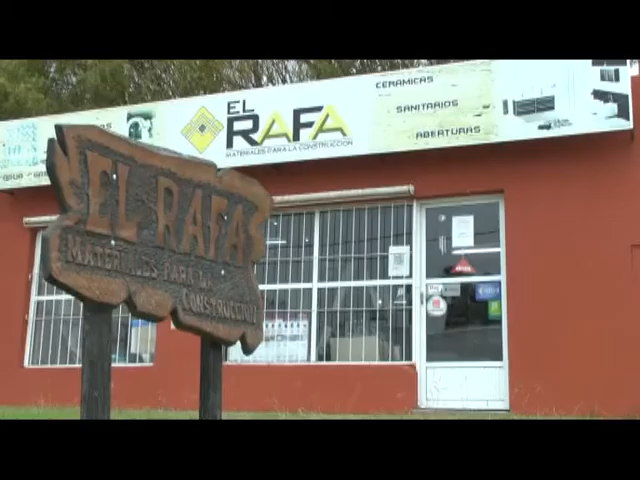 EL
RAFA
MATERIALES PARA LA CONSTRUCCION
CERAMICAS
SANITARIOS
ABERTURAS
EL RAFA
MATERIALES PARA LA
CONSTRUCCION